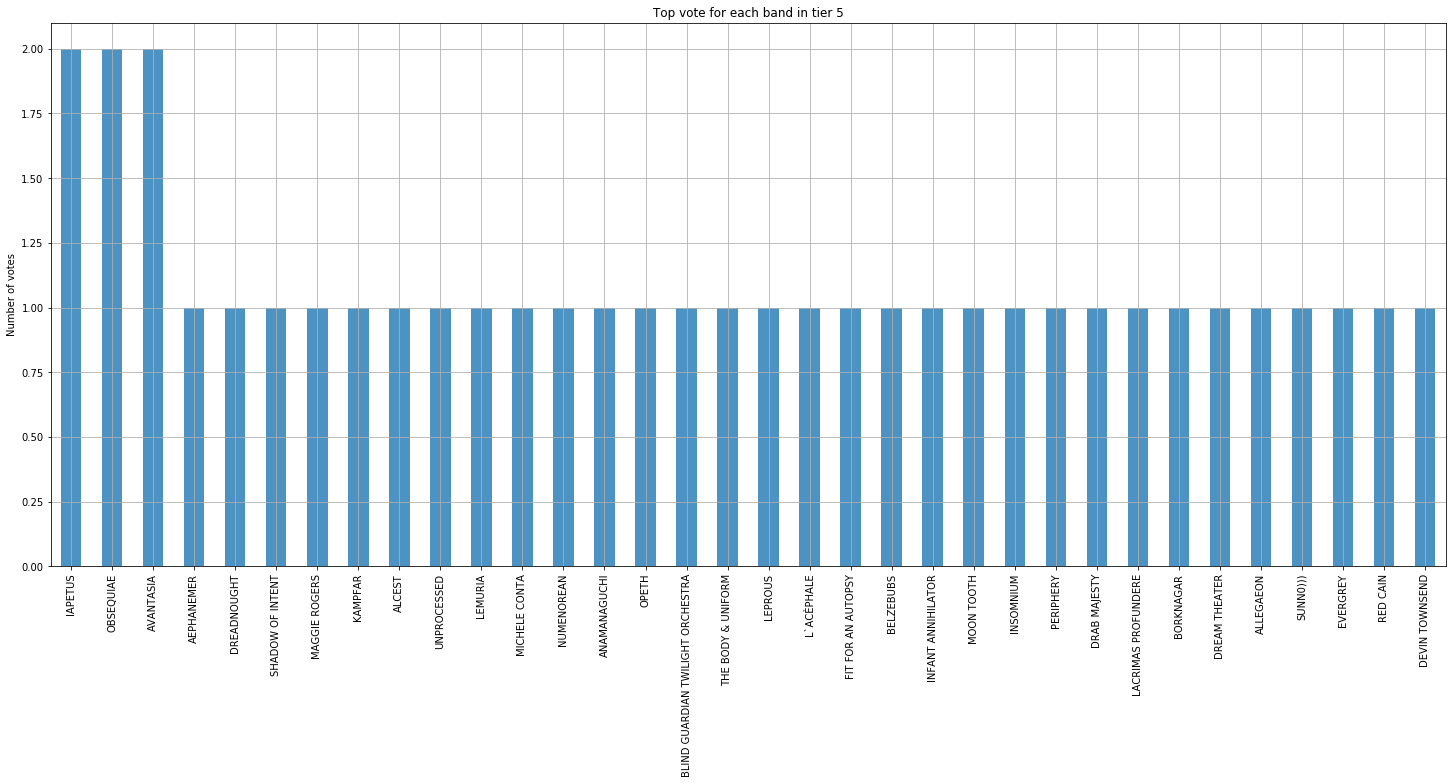 Top vote for each band in tier 5
Number of votes
2.00
1.75
1.50
1.25
1.00
0.75
0.50
0.25
0.00
IAPETUS
OBSEQUIAE
AVANTASIA
AEPHANEMER
DREADNOUGHT
SHADOW OF INTENT
MAGGIE ROGERS
KAMPFAR
ALCEST
UNPROCESSED
LEMURIA
MICHELE CONTA
NUMENOREAN
ANAMANAGUCHI
OPETH
BLIND GUARDIAN TWILIGHT ORCHESTRA
THE BODY & UNIFORM
LEPROUS
L`ACÉPHALE
FIT FOR AN AUTOPSY
BELZEBUBS
INFANT ANNIHILATOR
MOON TOOTH
INSOMNIUM
PERIPHERY
DRAB MAJESTY
LACRIMAS PROFUNDERE
BORKNAGAR
DREAM THEATER
ALLEGAEON
SUNN0)))
EVERGREY
RED CAIN
DEVIN TOWNSEND